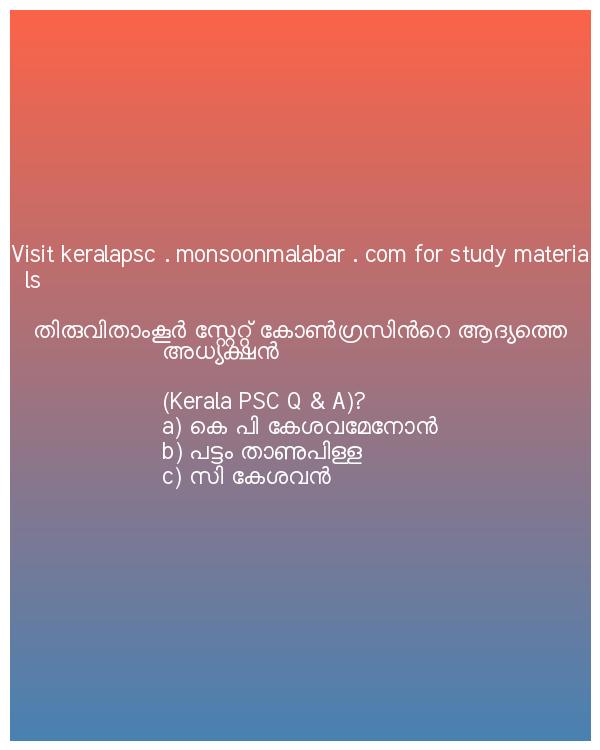 Visit keralapsc . monsoonmalabar . com for study materia
ls
തിരുവിതാംകൂർ സ്റ്റേറ്റ് കോൺഗ്രസിൻറെ ആദ്യത്തെ
അധ്യക്ഷൻ
(Kerala PSC Q & A)?
a) കെ പി കേശവമേനോൻ
b) പട്ടം താണുപിള്ള
c) സി കേശവൻ